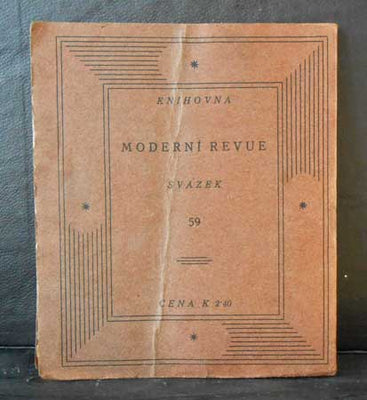 KNIHOVNA
MODERNÍ REVUE
SVAZEK
59
CENA K 2·40